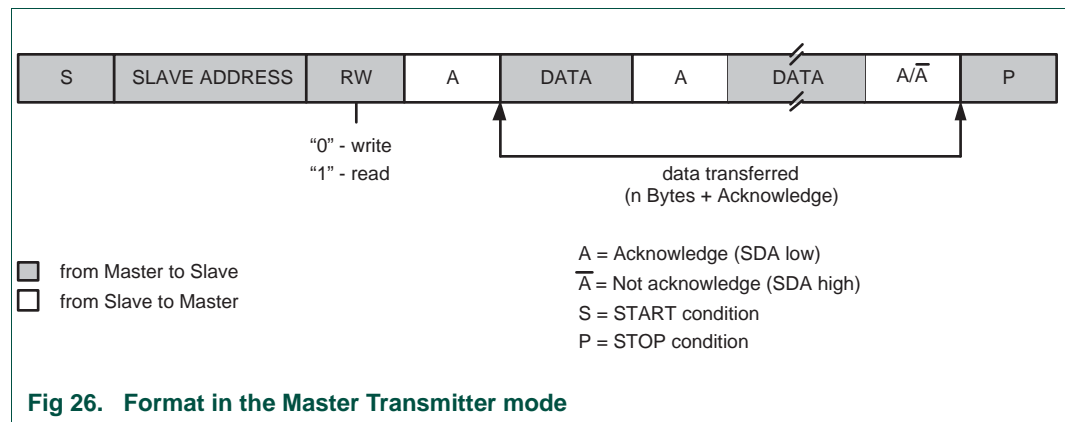 S SLAVE ADDRESS RW A DATA A DATA A/A̅ P
“0” - write
“1” - read
data transferred
(n Bytes + Acknowledge)
from Master to Slave
from Slave to Master
A = Acknowledge (SDA low)
A̅ = Not acknowledge (SDA high)
S = START condition
P = STOP condition
Fig 26. Format in the Master Transmitter mode